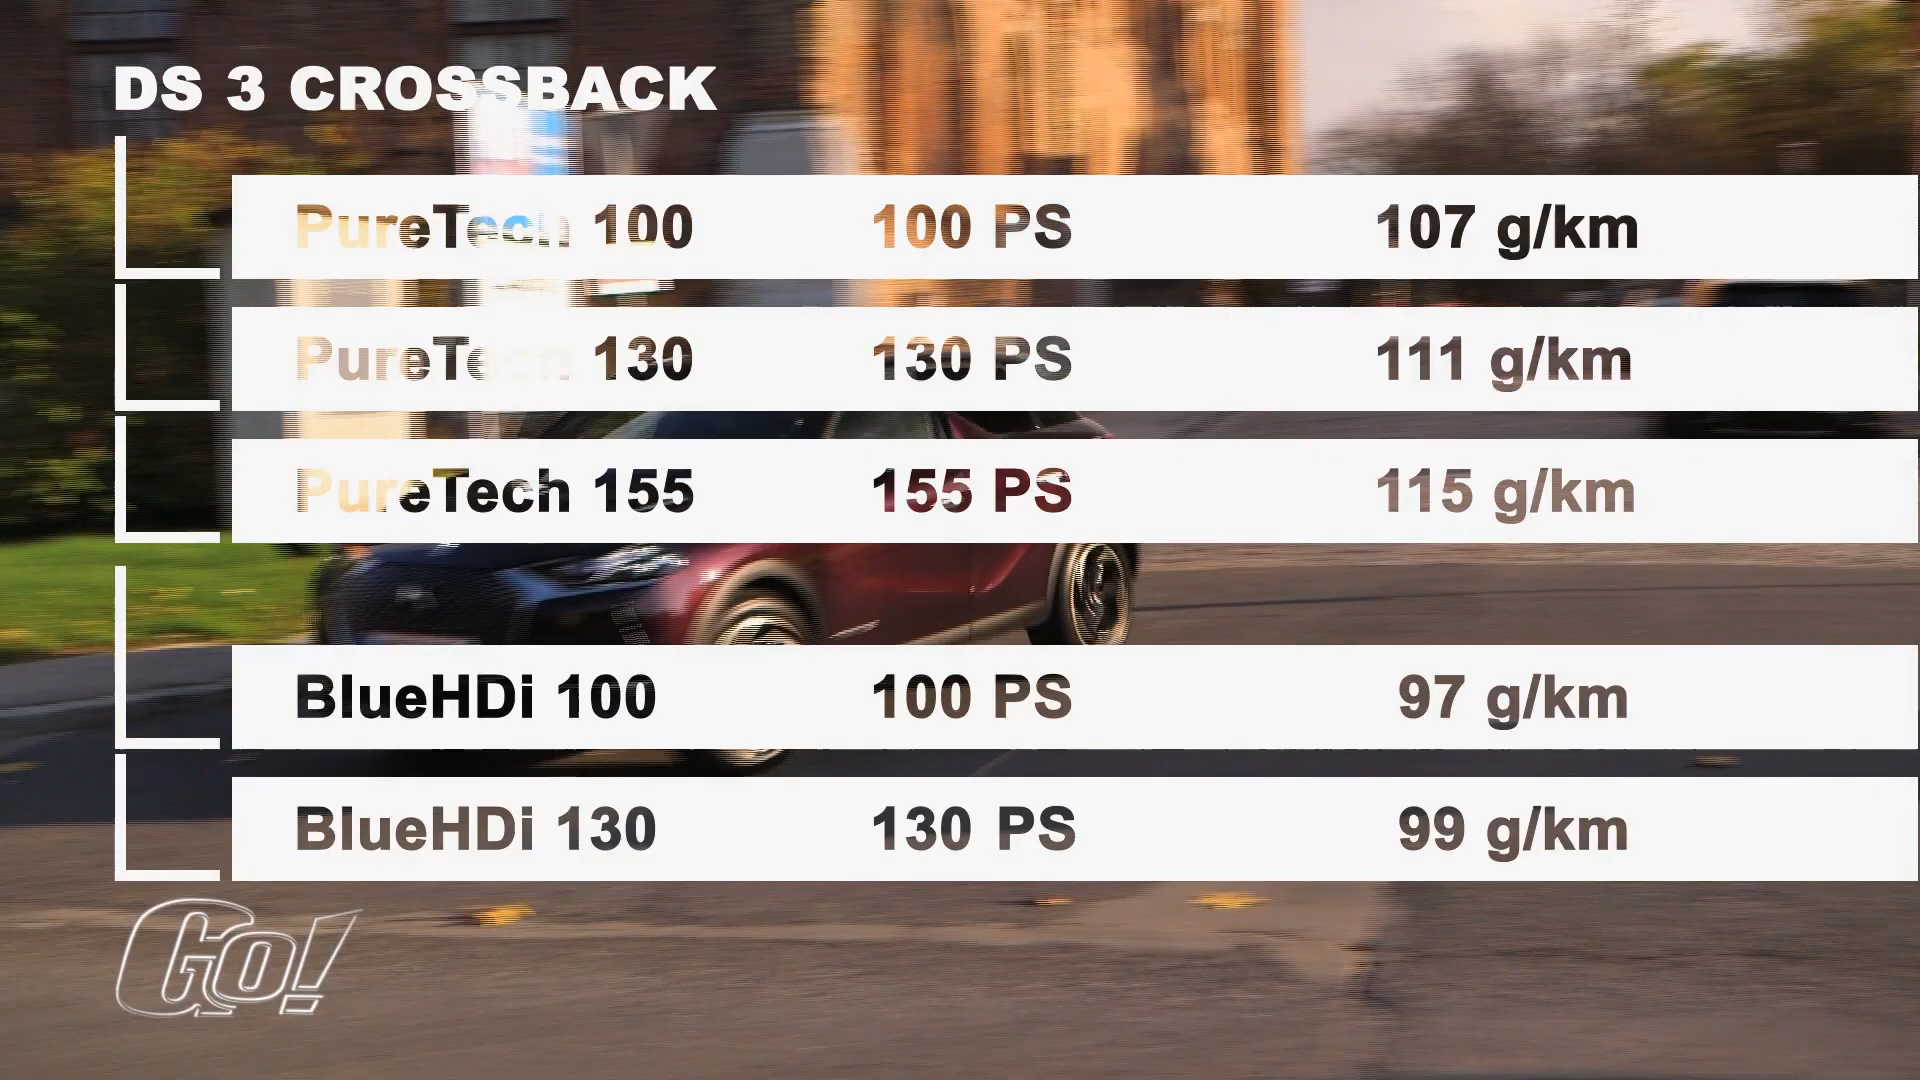 DS 3 CROSSBACK
PureTech 100 100 PS 107 g/km
PureTech 130 130 PS 111 g/km
PureTech 155 155 PS 115 g/km
BlueHDi 100 100 PS 97 g/km
BlueHDi 130 130 PS 99 g/km
Go!